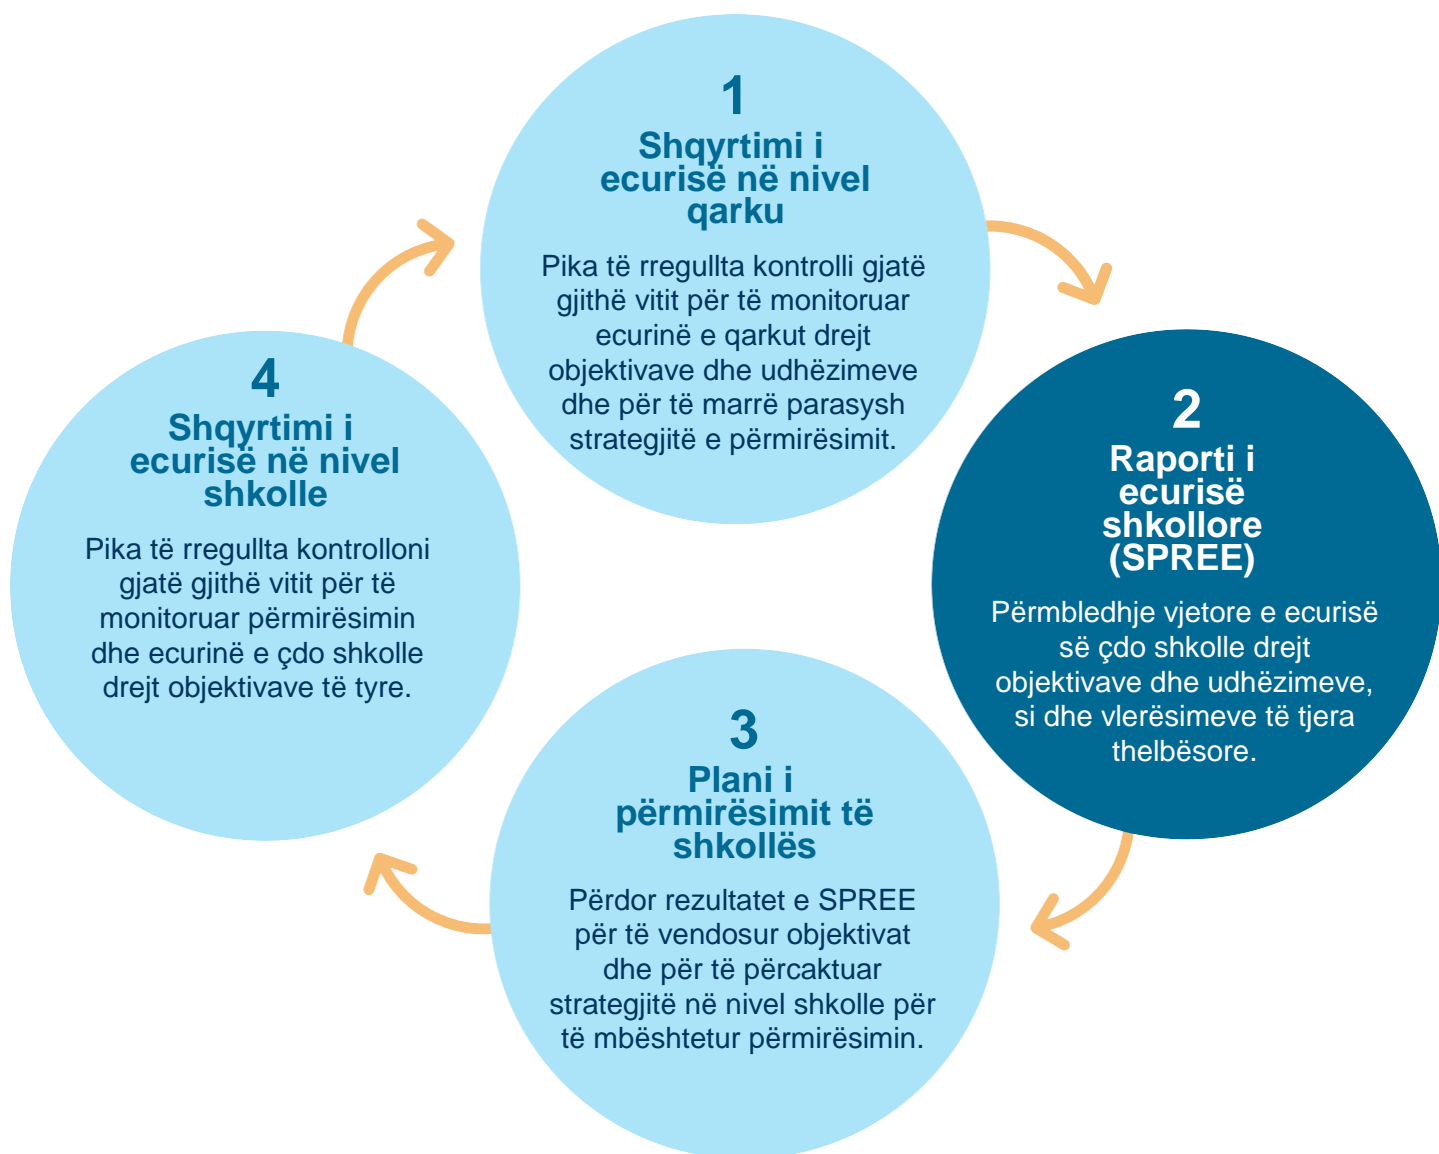 1
Shqyrtimi i
ecurisë në nivel
qarku
Pika të rregullta kontrolli gjatë
gjithë vitit për të monitoruar
ecurinë e qarkut drejt
objektivave dhe udhëzimeve
dhe për të marrë parasysh
strategjitë e përmirësimit.
2
Raporti i
ecurisë
shkollore
(SPREE)
Përmbledhje vjetore e ecurisë
së çdo shkolle drejt
objektivave dhe udhëzimeve,
si dhe vlerësimeve të tjera
thelbësore.
3
Plani i
përmirësimit të
shkollës
Përdor rezultatet e SPREE
për të vendosur objektivat
dhe për të përcaktuar
strategjitë në nivel shkolle për
të mbështetur përmirësimin.
4
Shqyrtimi i
ecurisë në nivel
shkolle
Pika të rregullta kontrolloni
gjatë gjithë vitit për të
monitoruar përmirësimin
dhe ecurinë e çdo shkolle
drejt objektivave të tyre.